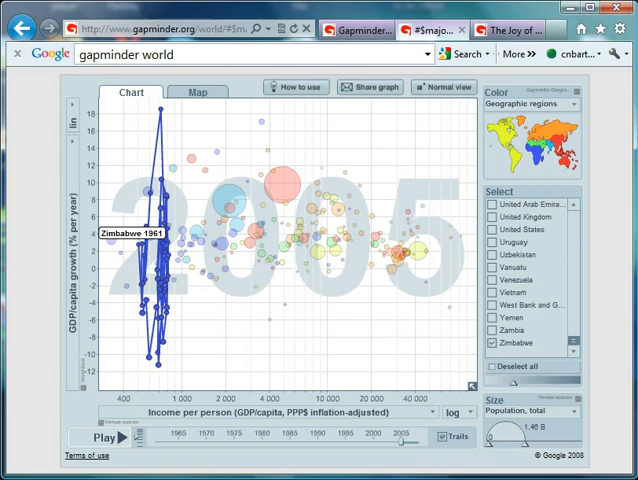 http://www.gapminder.org/world/#$m
Gapminder...
#$majo...
The Joy of ...
Google
gapminder world
Search
More »
cnbart...
Chart
Map
How to use
Share graph
Normal view
2005
lin
18
16
14
12
10
8
6
4
2
0
-2
-4
-6
-8
-10
-12
GDP/capita growth (% per year)
Zimbabwe 1961
400
1 000
2 000
4 000
10 000
20 000
40 000
Income per person (GDP/capita, PPP$ inflation-adjusted)
log
Play
1965
1970
1975
1980
1985
1990
1995
2000
2005
Trails
Terms of use
© Google 2008
Color
Geographic regions
Select
United Arab Emira...
United Kingdom
United States
Uruguay
Uzbekistan
Vanuatu
Venezuela
Vietnam
West Bank and G...
Yemen
Zambia
Zimbabwe
Deselect all
Size
Population, total
0
1.46 B